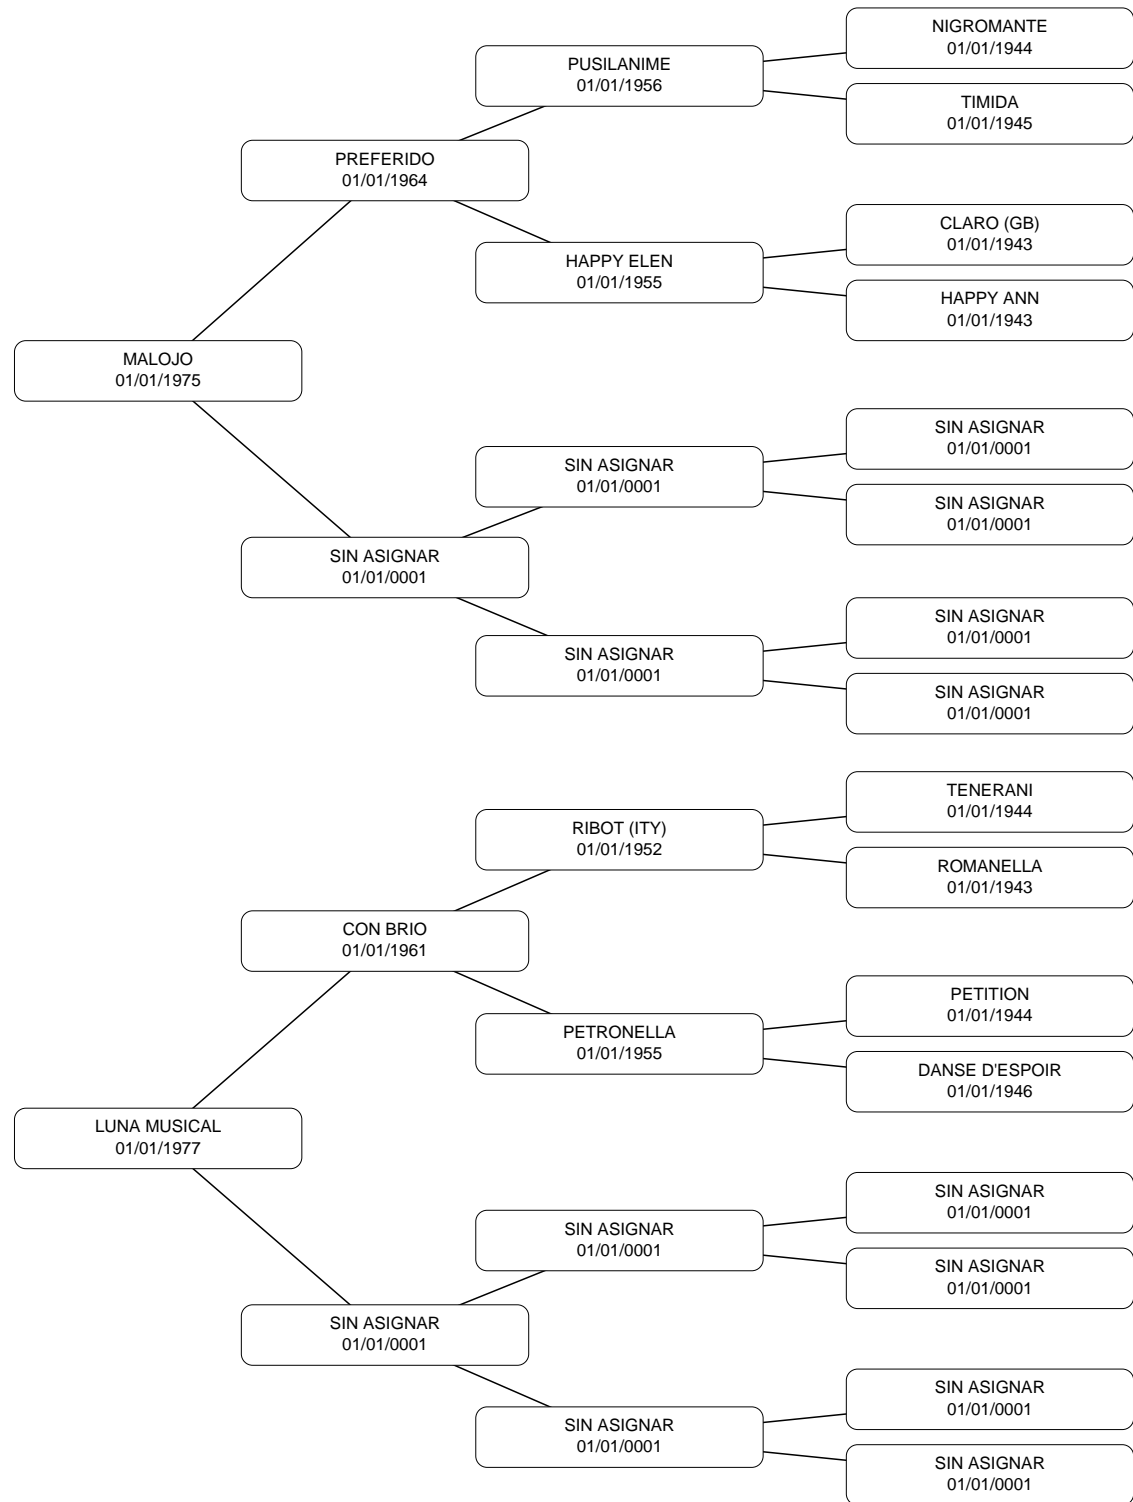 NIGROMANTE
01/01/1944
PUSILANIME
01/01/1956
TIMIDA
01/01/1945
PREFERIDO
01/01/1964
CLARO (GB)
01/01/1943
HAPPY ELEN
01/01/1955
HAPPY ANN
01/01/1943
MALOJO
01/01/1975
SIN ASIGNAR
01/01/0001
SIN ASIGNAR
01/01/0001
SIN ASIGNAR
01/01/0001
SIN ASIGNAR
01/01/0001
SIN ASIGNAR
01/01/0001
SIN ASIGNAR
01/01/0001
SIN ASIGNAR
01/01/0001
TENERANI
01/01/1944
RIBOT (ITY)
01/01/1952
ROMANELLA
01/01/1943
CON BRIO
01/01/1961
PETITION
01/01/1944
PETRONELLA
01/01/1955
DANSE D'ESPOIR
01/01/1946
LUNA MUSICAL
01/01/1977
SIN ASIGNAR
01/01/0001
SIN ASIGNAR
01/01/0001
SIN ASIGNAR
01/01/0001
SIN ASIGNAR
01/01/0001
SIN ASIGNAR
01/01/0001
SIN ASIGNAR
01/01/0001
SIN ASIGNAR
01/01/0001